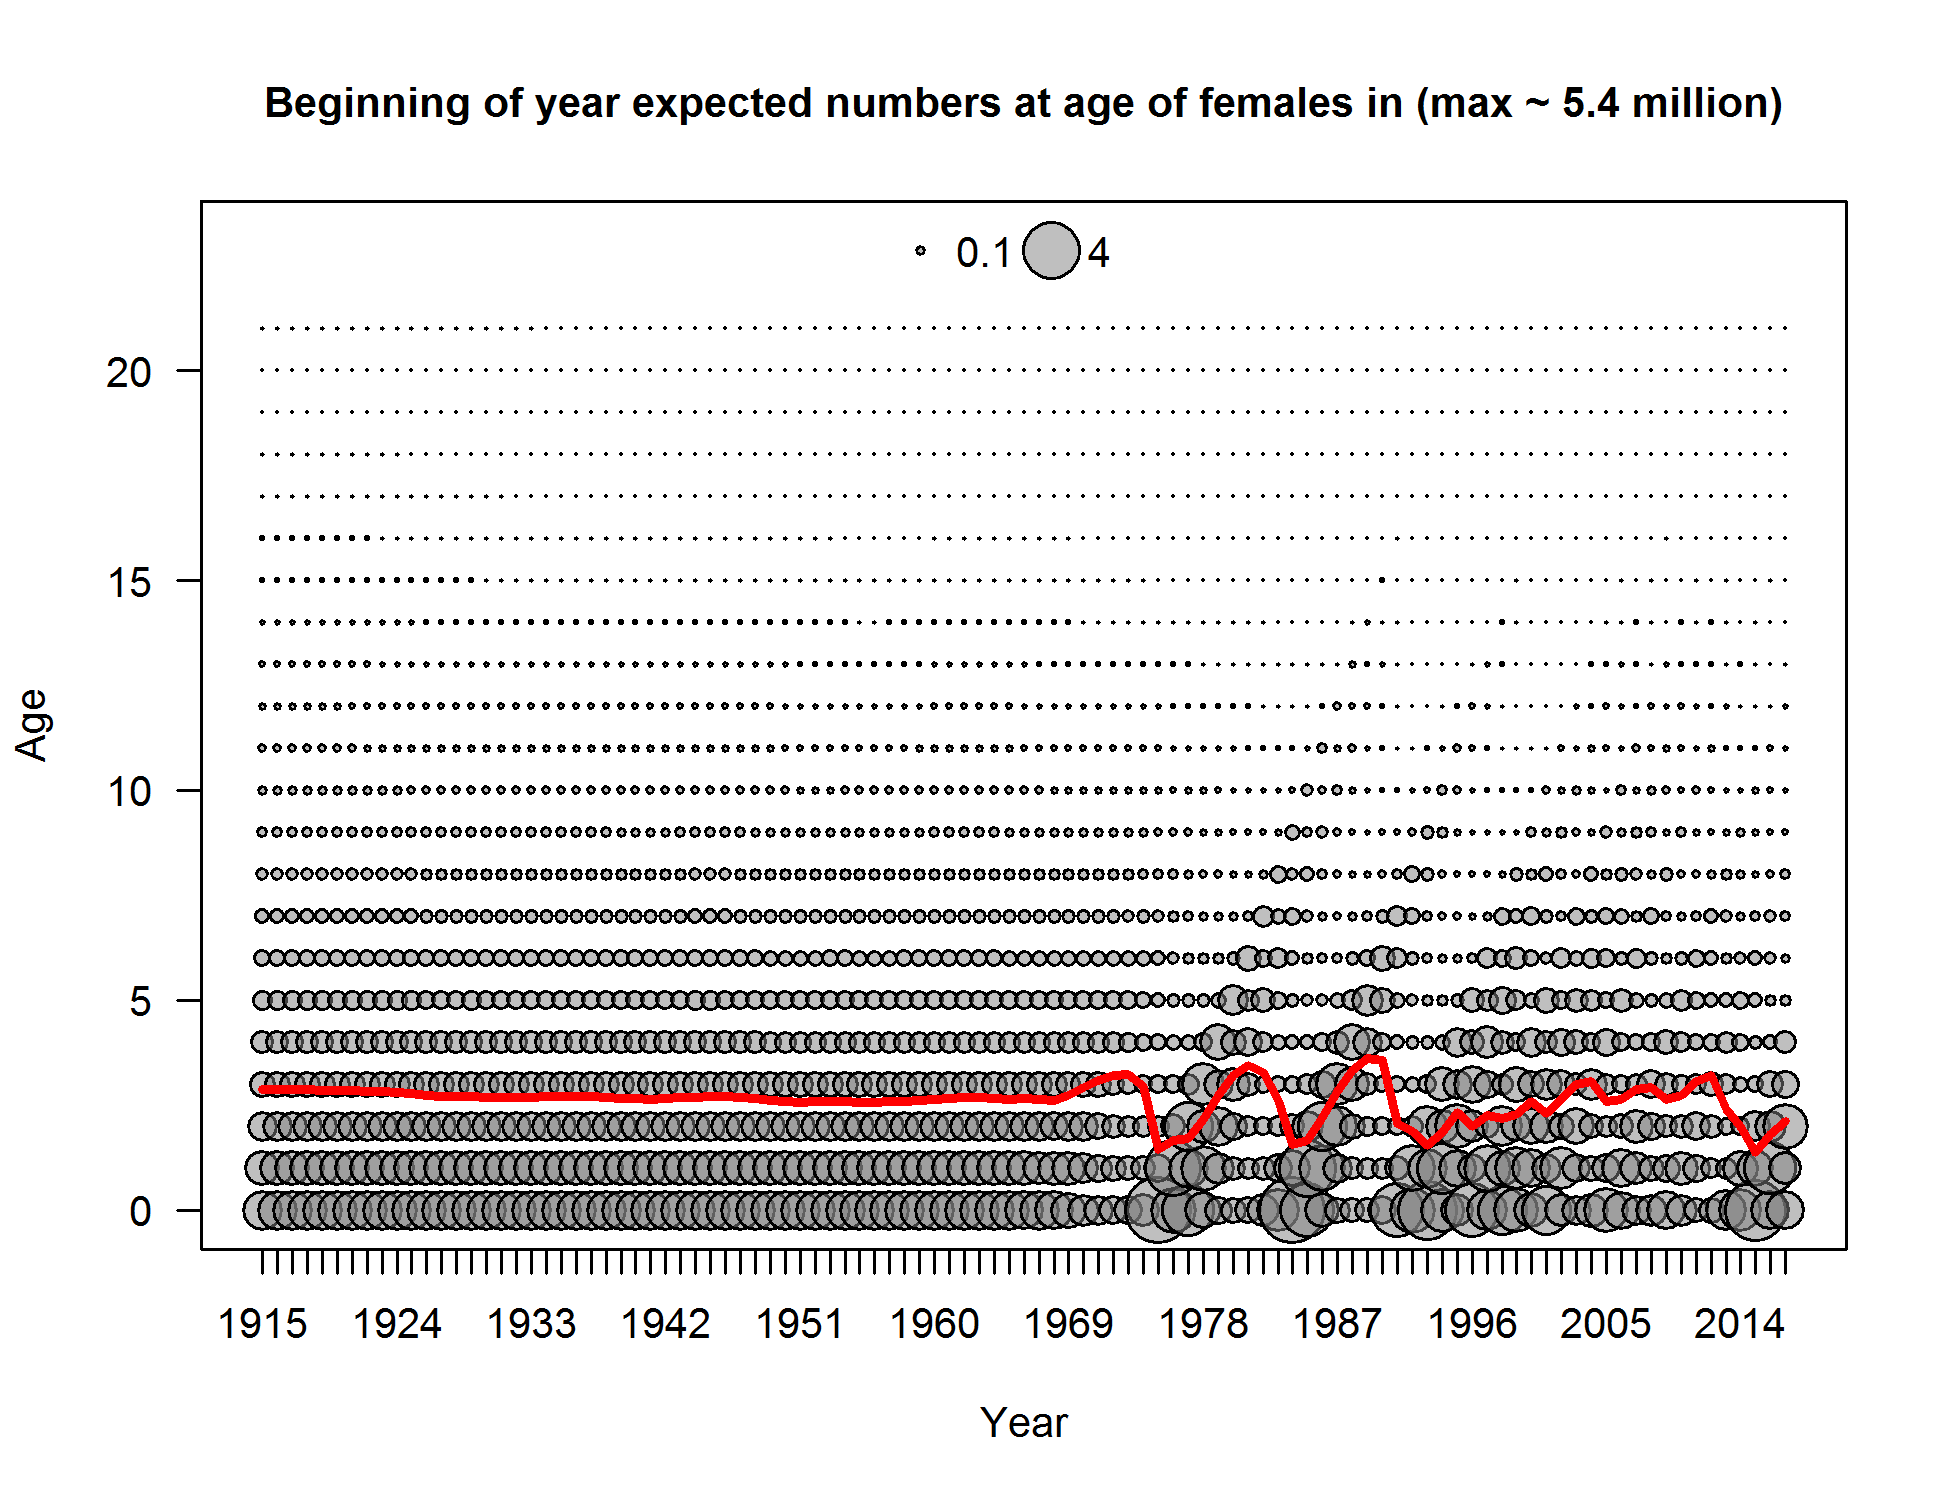 Beginning of year expected numbers at age of females in (max ~ 5.4 million)
0.1 4
20
15
10
5
0
Age
1915 1924 1933 1942 1951 1960 1969 1978 1987 1996 2005 2014
Year